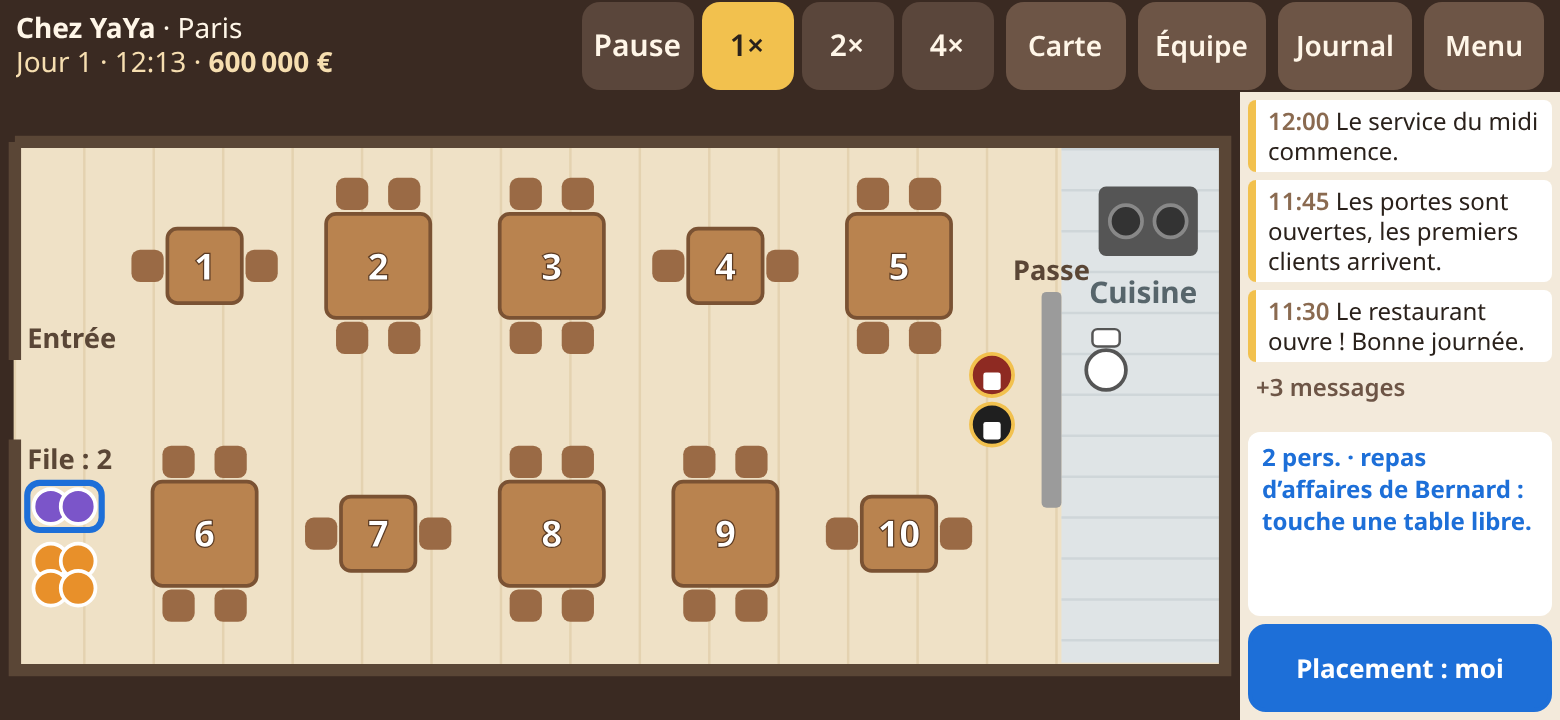 Chez YaYa · Paris
Jour 1 · 12:13 · 600 000 €
Pause
1×
2×
4×
Carte
Équipe
Journal
Menu
1
2
3
4
5
Passe
Cuisine
Entrée
File : 2
6
7
8
9
10
12:00 Le service du midi
commence.
11:45 Les portes sont
ouvertes, les premiers
clients arrivent.
11:30 Le restaurant
ouvre ! Bonne journée.
+3 messages
2 pers. · repas
d’affaires de Bernard :
touche une table libre.
Placement : moi